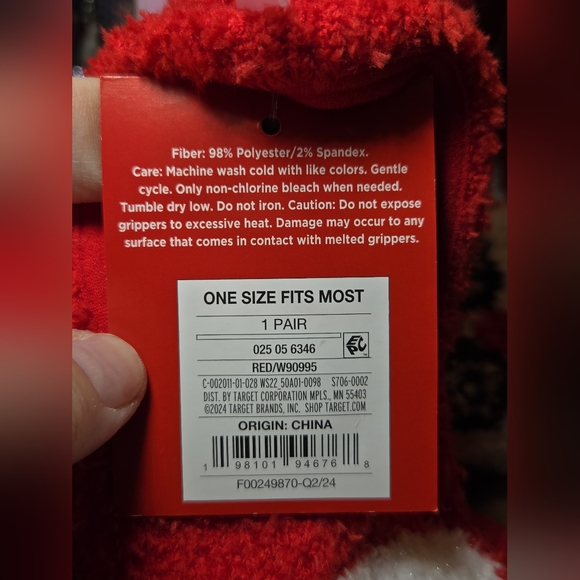 Fiber: 98% Polyester/2% Spandex.
Care: Machine wash cold with like colors. Gentle
cycle. Only non-chlorine bleach when needed.
Tumble dry low. Do not iron. Caution: Do not expose
grippers to excessive heat. Damage may occur to any
surface that comes in contact with melted grippers.
ONE SIZE FITS MOST
1 PAIR
025 05 6346
EPC
RED/W90995
C-002011-01-028 WS22_50A01-0098 S706-0002
DIST. BY TARGET CORPORATION MPLS., MN 55403
©2024 TARGET BRANDS, INC. SHOP TARGET.COM
ORIGIN: CHINA
1 98101 94676 8
F00249870-Q2/24